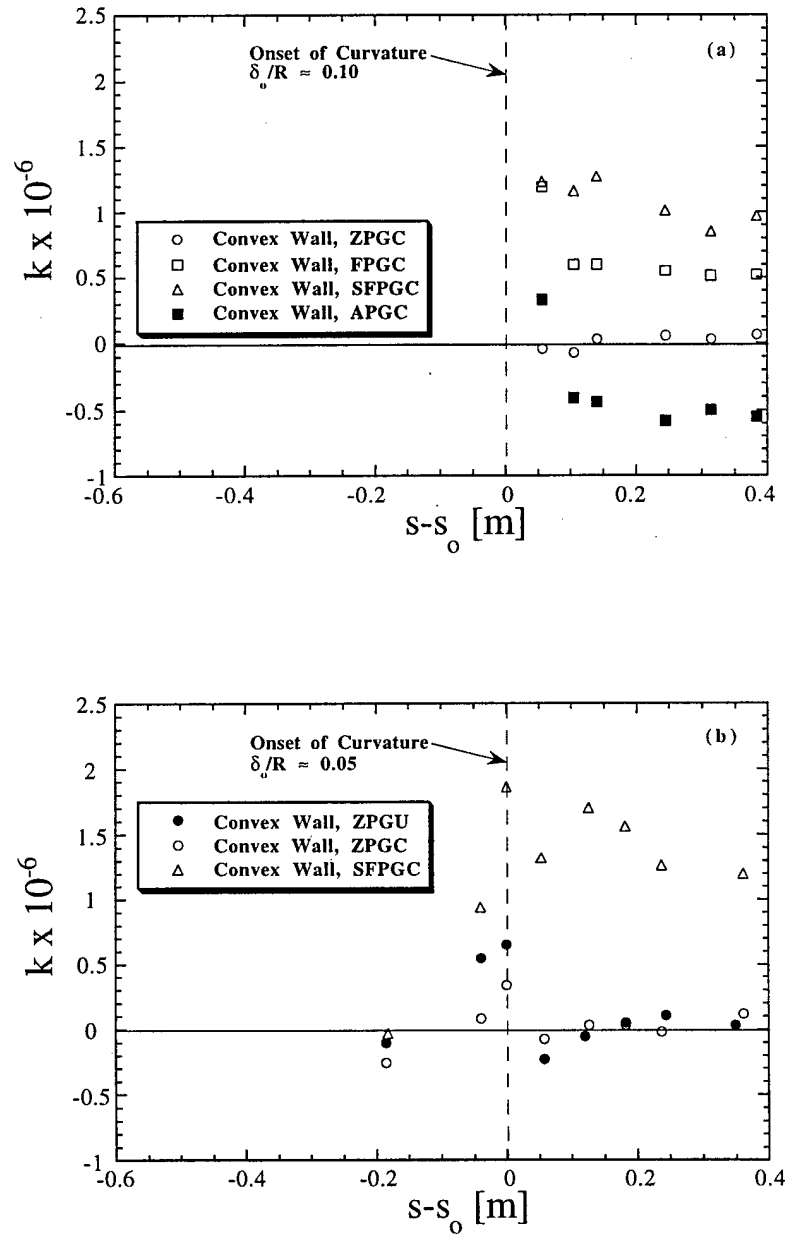 (a)
Onset of Curvature
δₒ/R ≈ 0.10
2.5
2
1.5
1
0.5
0
-0.5
-1
k x 10⁻⁶
Convex Wall, ZPGC
Convex Wall, FPGC
Convex Wall, SFPGC
Convex Wall, APGC
-0.6 -0.4 -0.2 0 0.2 0.4
s-sₒ [m]
(b)
Onset of Curvature
δₒ/R ≈ 0.05
2.5
2
1.5
1
0.5
0
-0.5
-1
k x 10⁻⁶
Convex Wall, ZPGU
Convex Wall, ZPGC
Convex Wall, SFPGC
-0.6 -0.4 -0.2 0 0.2 0.4
s-sₒ [m]